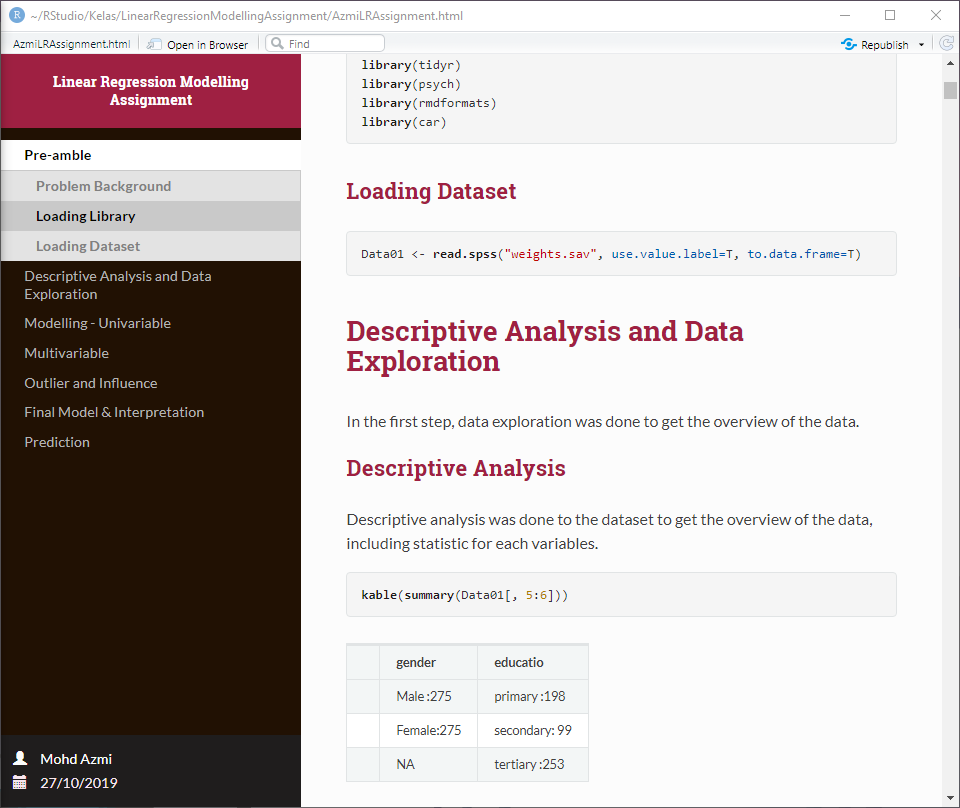 ~/RStudio/Kelas/LinearRegressionModellingAssignment/AzmiLRAssignment.html
AzmiLRAssignment.html
Open in Browser
Find
Republish
Linear Regression Modelling
Assignment
Pre-amble
Problem Background
Loading Library
Loading Dataset
Descriptive Analysis and Data
Exploration
Modelling - Univariable
Multivariable
Outlier and Influence
Final Model & Interpretation
Prediction
Mohd Azmi
27/10/2019
library(tidyr)
library(psych)
library(rmdformats)
library(car)
Loading Dataset
Data01 <- read.spss("weights.sav", use.value.label=T, to.data.frame=T)
Descriptive Analysis and Data
Exploration
In the first step, data exploration was done to get the overview of the data.
Descriptive Analysis
Descriptive analysis was done to the dataset to get the overview of the data,
including statistic for each variables.
kable(summary(Data01[, 5:6]))
gender educatio
Male :275 primary :198
Female:275 secondary: 99
NA tertiary :253